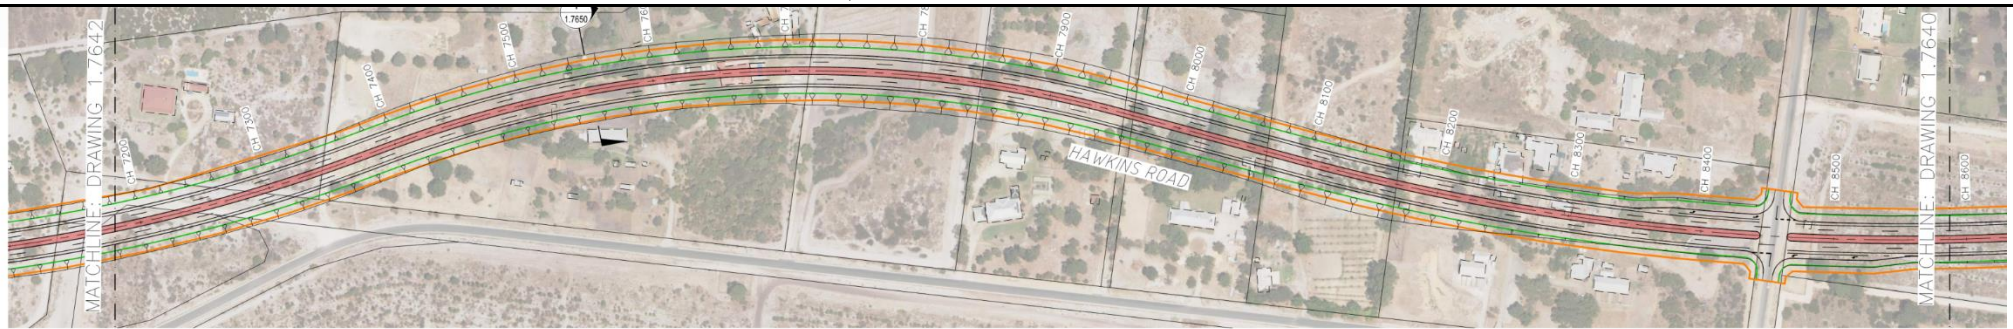 MATCHLINE: DRAWING 1.7642
CH 7200
CH 7300
CH 7400
CH 7500
1.7650
CH 7900
HAWKINS ROAD
CH 8000
CH 8100
CH 8200
CH 8300
CH 8400
CH 8500
MATCHLINE: DRAWING 1.7640
CH 8600